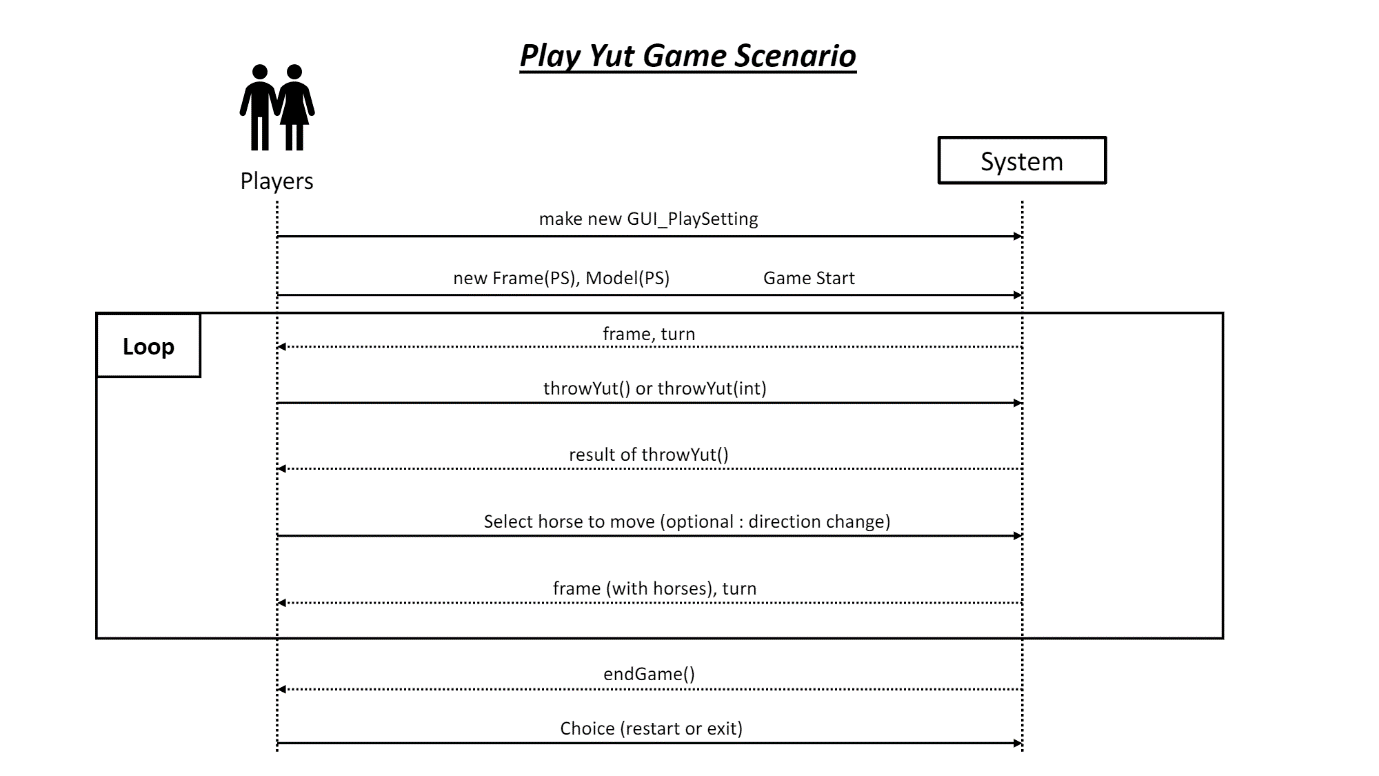 Play Yut Game Scenario
Players
System
make new GUI_PlaySetting
new Frame(PS), Model(PS) Game Start
Loop
frame, turn
throwYut() or throwYut(int)
result of throwYut()
Select horse to move (optional : direction change)
frame (with horses), turn
endGame()
Choice (restart or exit)